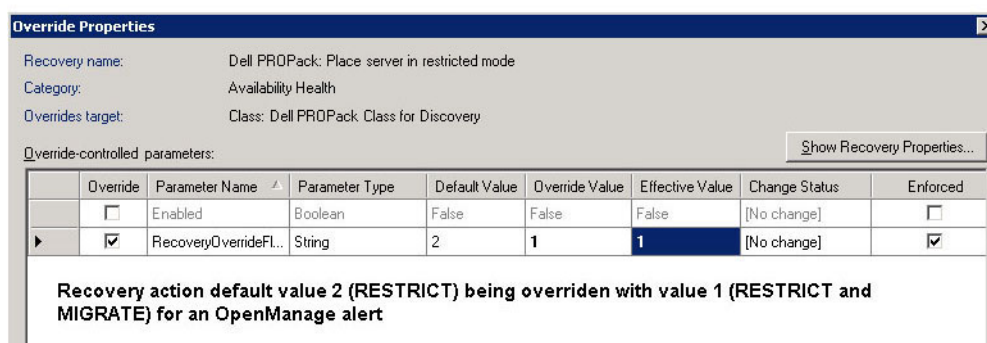 Override Properties
Recovery name: Dell PROPack: Place server in restricted mode
Category: Availability Health
Overrides target: Class: Dell PROPack Class for Discovery
Override-controlled parameters: Show Recovery Properties...
Override Parameter Name Parameter Type Default Value Override Value Effective Value Change Status Enforced
Enabled Boolean False False False [No change]
RecoveryOverrideFl... String 2 1 1 [No change]
Recovery action default value 2 (RESTRICT) being overriden with value 1 (RESTRICT and
MIGRATE) for an OpenManage alert